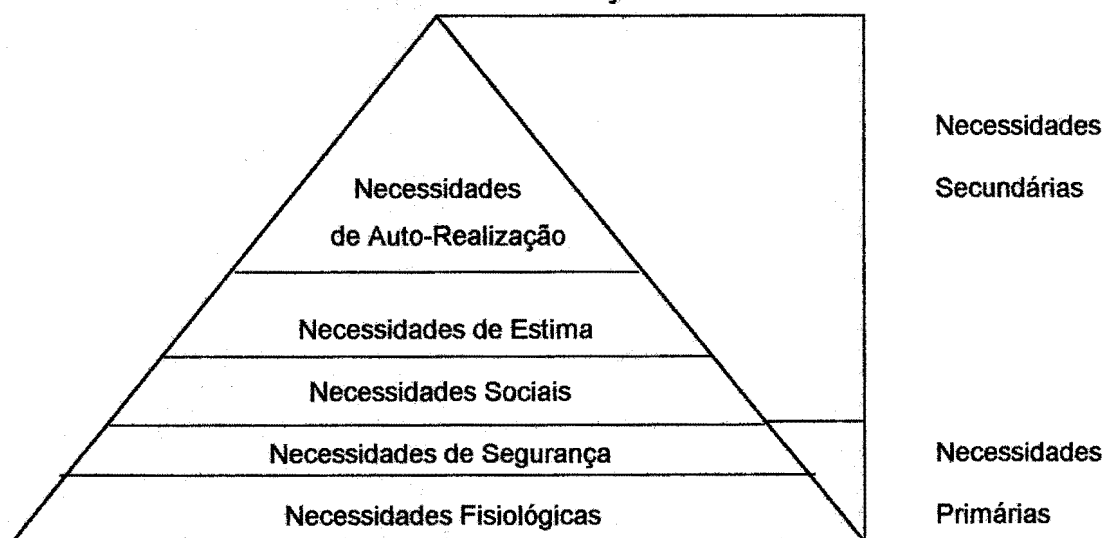 Necessidades
Secundárias
Necessidades
de Auto-Realização
Necessidades de Estima
Necessidades Sociais
Necessidades de Segurança
Necessidades Fisiológicas
Necessidades
Primárias